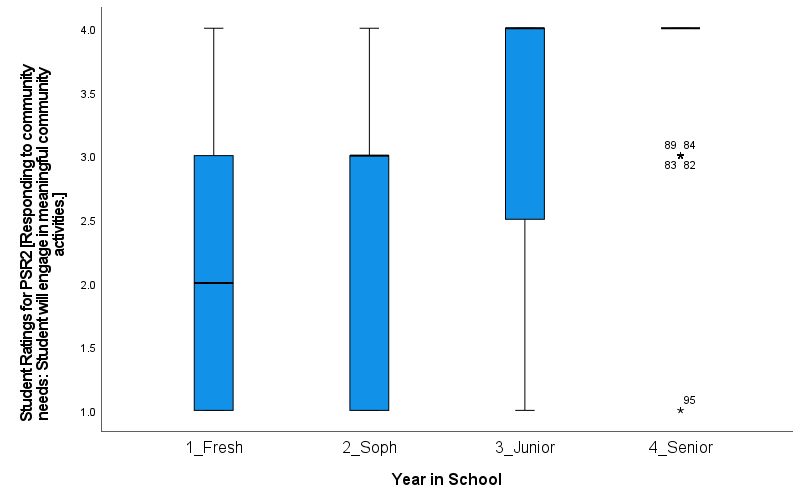 Student Ratings for PSR2 [Responding to community
needs: Student will engage in meaningful community
activities.]
4.0
3.5
3.0
2.5
2.0
1.5
1.0
89 84
83 82
95
1_Fresh
2_Soph
3_Junior
4_Senior
Year in School